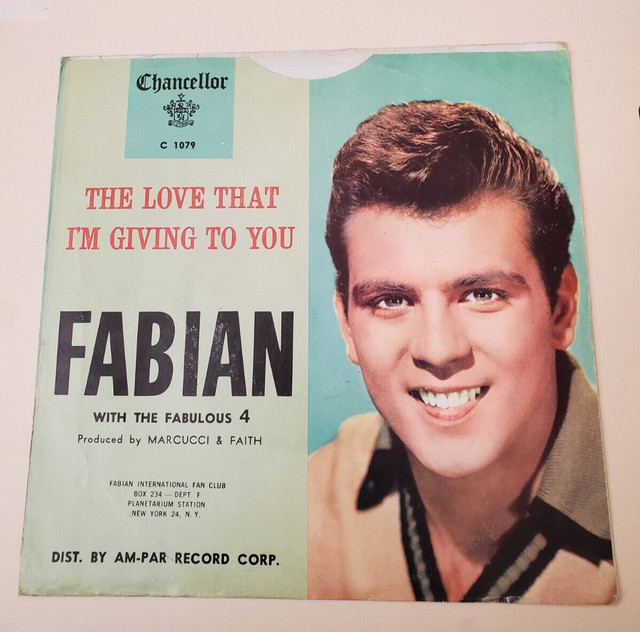 Chancellor
C 1079
THE LOVE THAT
I'M GIVING TO YOU
FABIAN
WITH THE FABULOUS 4
Produced by MARCUCCI & FAITH
FABIAN INTERNATIONAL FAN CLUB
BOX 234 — DEPT. F
PLANETARIUM STATION
NEW YORK 24, N. Y.
DIST. BY AM-PAR RECORD CORP.